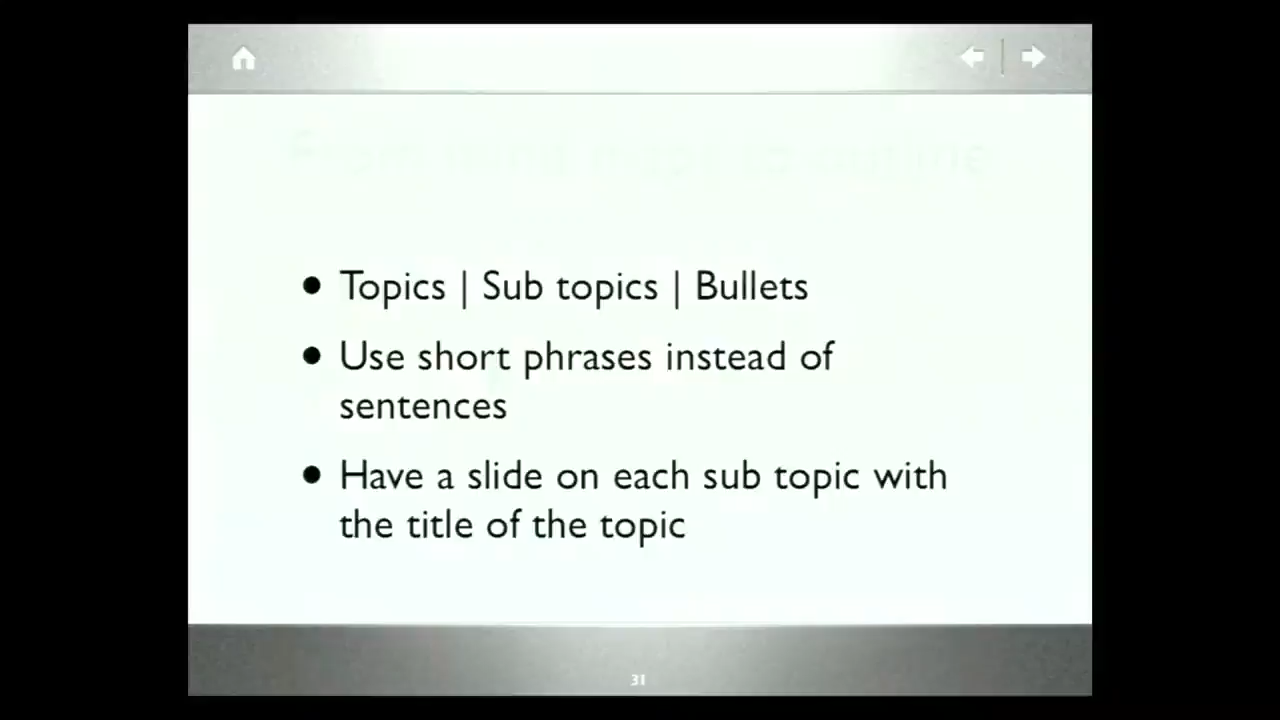 • Topics | Sub topics | Bullets
• Use short phrases instead of
sentences
• Have a slide on each sub topic with
the title of the topic
31